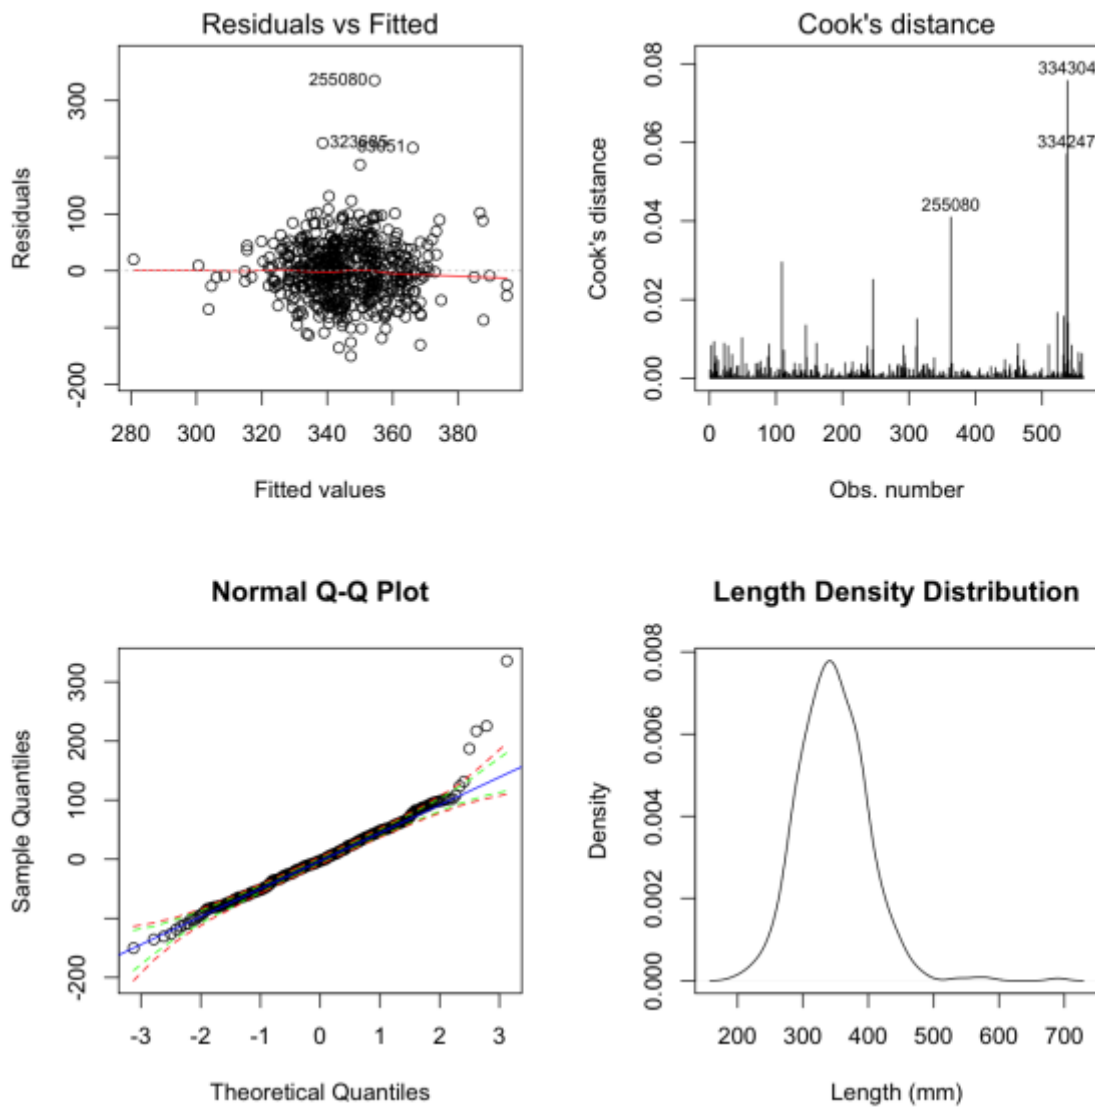 Residuals vs Fitted
Residuals
300
100
0
-200
255080
323685
93051
280 300 320 340 360 380
Fitted values
Cook's distance
Cook's distance
0.08
0.06
0.04
0.02
0.00
334304
334247
255080
0 100 200 300 400 500
Obs. number
Normal Q-Q Plot
Sample Quantiles
300
200
100
0
-200
-3 -2 -1 0 1 2 3
Theoretical Quantiles
Length Density Distribution
Density
0.008
0.006
0.004
0.002
0.000
200 300 400 500 600 700
Length (mm)